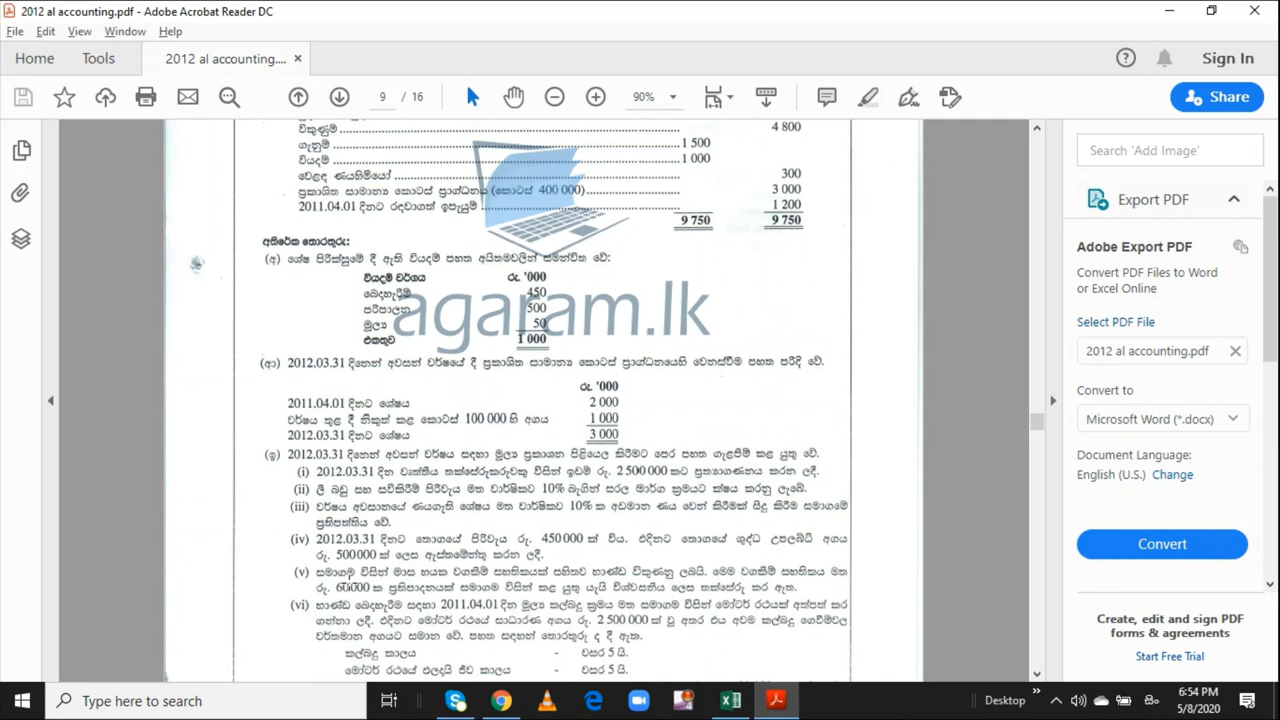 2012 al accounting.pdf - Adobe Acrobat Reader DC
File Edit View Window Help
Home Tools 2012 al accounting.... × Sign In
9 / 16 90% Share
විකුණුම් 4 800
ගැනුම් 1 500
වියදම් 1 000
වෙළඳ ණයහිමියෝ 300
ප්‍රකාශිත සාමාන්‍ය කොටස් ප්‍රාග්ධනය (කොටස් 400 000) 3 000
2011.04.01 දිනට රඳවාගත් ඉපැයුම් 1 200
9 750 9 750
අතිරේක තොරතුරු:
(අ) ශේෂ පිරික්සුමේ දී ඇති වියදම් පහත අයිතමවලින් සමන්විත වේ:
වියදම් වර්ගය රු. '000
බෙදාහැරීම් 450
පරිපාලන 500
මූල්‍ය 50
එකතුව 1 000
agaram.lk
(ආ) 2012.03.31 දිනෙන් අවසන් වර්ෂයේ දී ප්‍රකාශිත සාමාන්‍ය කොටස් ප්‍රාග්ධනයෙහි වෙනස්වීම පහත පරිදි වේ.
රු. '000
2011.04.01 දිනට ශේෂය 2 000
වර්ෂය තුළ දී නිකුත් කළ කොටස් 100 000 හි අගය 1 000
2012.03.31 දිනට ශේෂය 3 000
(ඉ) 2012.03.31 දිනෙන් අවසන් වර්ෂය සඳහා මූල්‍ය ප්‍රකාශන පිළියෙල කිරීමට පෙර පහත ගැළපීම් කළ යුතු වේ.
(i) 2012.03.31 දින වෘත්තීය තක්සේරුකරුවකු විසින් ඉඩම් රු. 2 500 000 කට ප්‍රත්‍යාගණනය කරන ලදී.
(ii) ලී බඩු සහ සවිකිරීම් පිරිවැය මත වාර්ෂිකව 10% බැගින් සරල මාර්ග ක්‍රමයට ක්ෂය කරනු ලැබේ.
(iii) වර්ෂය අවසානයේ ණයගැති ශේෂය මත වාර්ෂිකව 10% ක අඩමාන ණය වෙන් කිරීමක් සිදු කිරීම සමාගමේ
ප්‍රතිපත්තිය වේ.
(iv) 2012.03.31 දිනට තොගයේ පිරිවැය රු. 450 000 ක් විය. එදිනට තොගයේ ශුද්ධ උපලබ්ධි අගය
රු. 500 000 ක් ලෙස ඇස්තමේන්තු කරන ලදී.
(v) සමාගම විසින් මාස හයක වගකීම් සහතිකයක් සහිතව භාණ්ඩ විකුණනු ලබයි. මෙම වගකීම් සහතිකය මත
රු. 60 000 ක ප්‍රතිපාදනයක් සමාගම විසින් කළ යුතු යැයි විශ්වසනීය ලෙස තක්සේරු කර ඇත.
(vi) භාණ්ඩ බෙදාහැරීම සඳහා 2011.04.01 දින මූල්‍ය කල්බදු ක්‍රමය මත සමාගම විසින් මෝටර් රථයක් අත්පත් කර
ගන්නා ලදී. එදිනට මෝටර් රථයේ සාධාරණ අගය රු. 2 500 000 ක් වූ අතර එය අවම කල්බදු ගෙවීම්වල
වර්තමාන අගයට සමාන වේ. පහත සඳහන් තොරතුරු ද දී ඇත.
කල්බදු කාලය - වසර 5 යි.
මෝටර් රථයේ ඵලදායී ජීව කාලය - වසර 5 යි.
Search 'Add Image'
Export PDF
Adobe Export PDF
Convert PDF Files to Word
or Excel Online
Select PDF File
2012 al accounting.pdf
Convert to
Microsoft Word (*.docx)
Document Language:
English (U.S.) Change
Convert
Create, edit and sign PDF
forms & agreements
Start Free Trial
Type here to search
Desktop
6:54 PM
5/8/2020